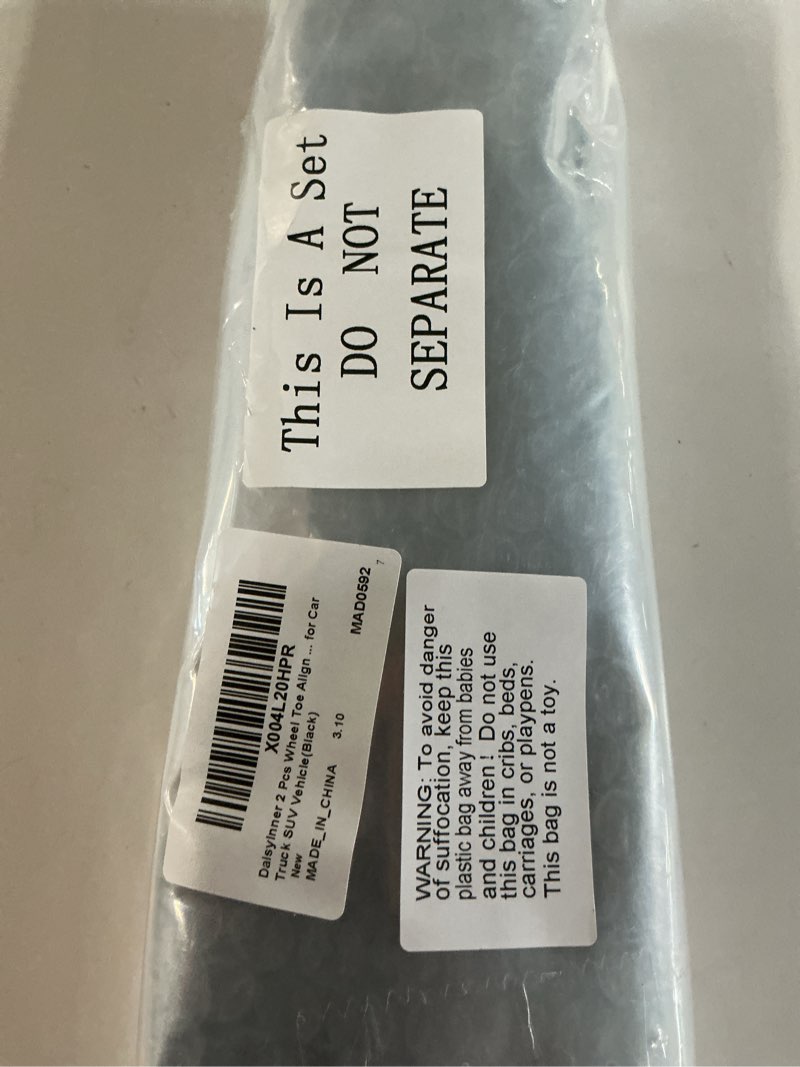 This Is A Set
DO NOT
SEPARATE
X004L20HPR
DaisyInner 2 Pcs Wheel Toe Align ... for Car
Truck SUV Vehicle(Black)
New
MADE_IN_CHINA 3.10
MAD0592
7
WARNING: To avoid danger
of suffocation, keep this
plastic bag away from babies
and children! Do not use
this bag in cribs, beds,
carriages, or playpens.
This bag is not a toy.